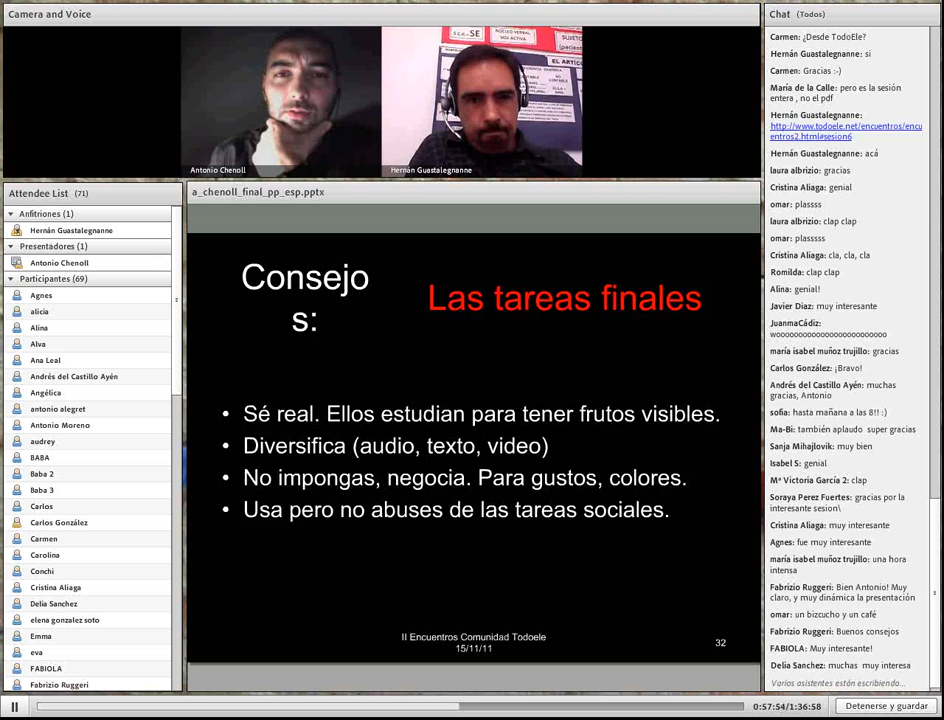 Camera and Voice
S.C.R.-SE
NÚCLEO VERBAL
VOZ ACTIVA
SUJETO
(pacient
EL ARTÍC
Antonio Chenoll
Hernán Guastalegnanne
Attendee List (71)
Anfitriones (1)
Hernán Guastalegnanne
Presentadores (1)
Antonio Chenoll
Participantes (69)
Agnes
alicia
Alina
Alva
Ana Leal
Andrés del Castillo Ayén
Angélica
antonio alegret
Antonio Moreno
audrey
BABA
Baba 2
Baba 3
Carlos
Carlos González
Carmen
Carolina
Conchi
Cristina Aliaga
Delia Sanchez
elena gonzalez soto
Emma
eva
FABIOLA
Fabrizio Ruggeri
a_chenoll_final_pp_esp.pptx
Consejo
s:
Las tareas finales
• Sé real. Ellos estudian para tener frutos visibles.
• Diversifica (audio, texto, video)
• No impongas, negocia. Para gustos, colores.
• Usa pero no abuses de las tareas sociales.
II Encuentros Comunidad Todoele
15/11/11
32
Chat (Todos)
Carmen: ¿Desde TodoEle?
Hernán Guastalegnanne: si
Carmen: Gracias :-)
María de la Calle: pero es la sesión
entera , no el pdf
Hernán Guastalegnanne:
http://www.todoele.net/encuentros/encu
entros2.html#sesion6
Hernán Guastalegnanne: acá
laura albrizio: gracias
Cristina Aliaga: genial
omar: plassss
laura albrizio: clap clap
omar: plasssss
Cristina Aliaga: cla, cla, cla
Romilda: clap clap
Alina: genial!
Javier Diaz: muy interesante
JuanmaCádiz:
wooooooooooooooooooooooo
maría isabel muñoz trujillo: gracias
Carlos González: ¡Bravo!
Andrés del Castillo Ayén: muchas
gracias, Antonio
sofia: hasta mañana a las 8!! :)
Ma-Bi: también aplaudo super gracias
Sanja Mihajlovik: muy bien
Isabel S: genial
Mª Victoria García 2: clap
Soraya Perez Fuertes: gracias por la
interesante sesion\
Cristina Aliaga: muy interesante
Agnes: fue muy interesante
maría isabel muñoz trujillo: una hora
intensa
Fabrizio Ruggeri: Bien Antonio! Muy
claro, y muy dinámica la presentación
omar: un bizcucho y un café
Fabrizio Ruggeri: Buenos consejos
FABIOLA: Muy interesante!
Delia Sanchez: muchas muy interesa
Varios asistentes están escribiendo...
0:57:54/1:36:58
Detenerse y guardar